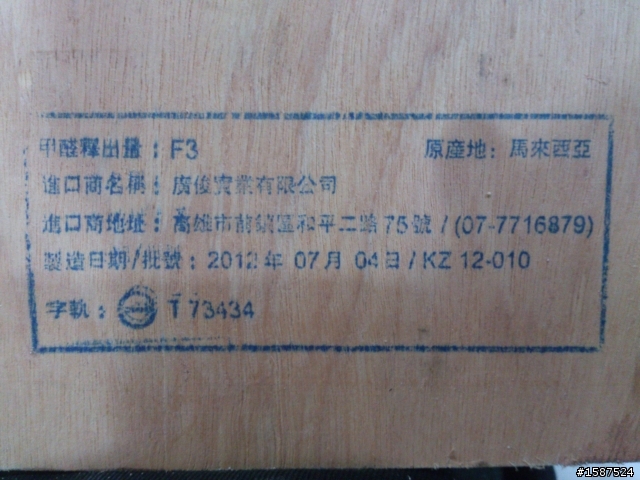 甲醛釋出量：F3 原產地：馬來西亞
進口商名稱：廣俊實業有限公司
進口商地址：高雄市前鎮區和平二路75號/(07-7716879)
製造日期/批號：2012年 07月 04日/KZ 12-010
字軌： T 73434
#1587524